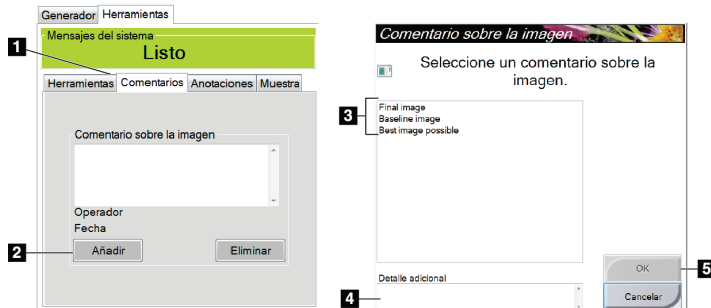 Generador Herramientas
1
Mensajes del sistema
Listo
Herramientas Comentarios Anotaciones Muestra
Comentario sobre la imagen
Operador
Fecha
2
Añadir Eliminar
Comentario sobre la imagen
Seleccione un comentario sobre la
imagen.
3
Final image
Baseline image
Best image possible
OK
5
Detalle adicional
4
Cancelar